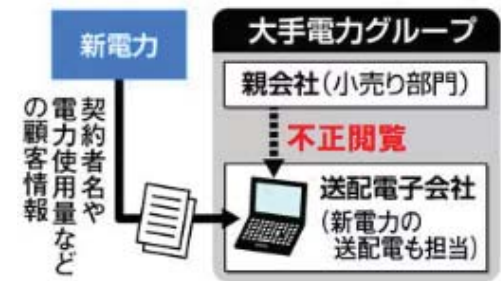 新電力
契約者名や
電力使用量など
の顧客情報
大手電力グループ
親会社(小売り部門)
不正閲覧
送配電子会社
(新電力の
送配電も担当)